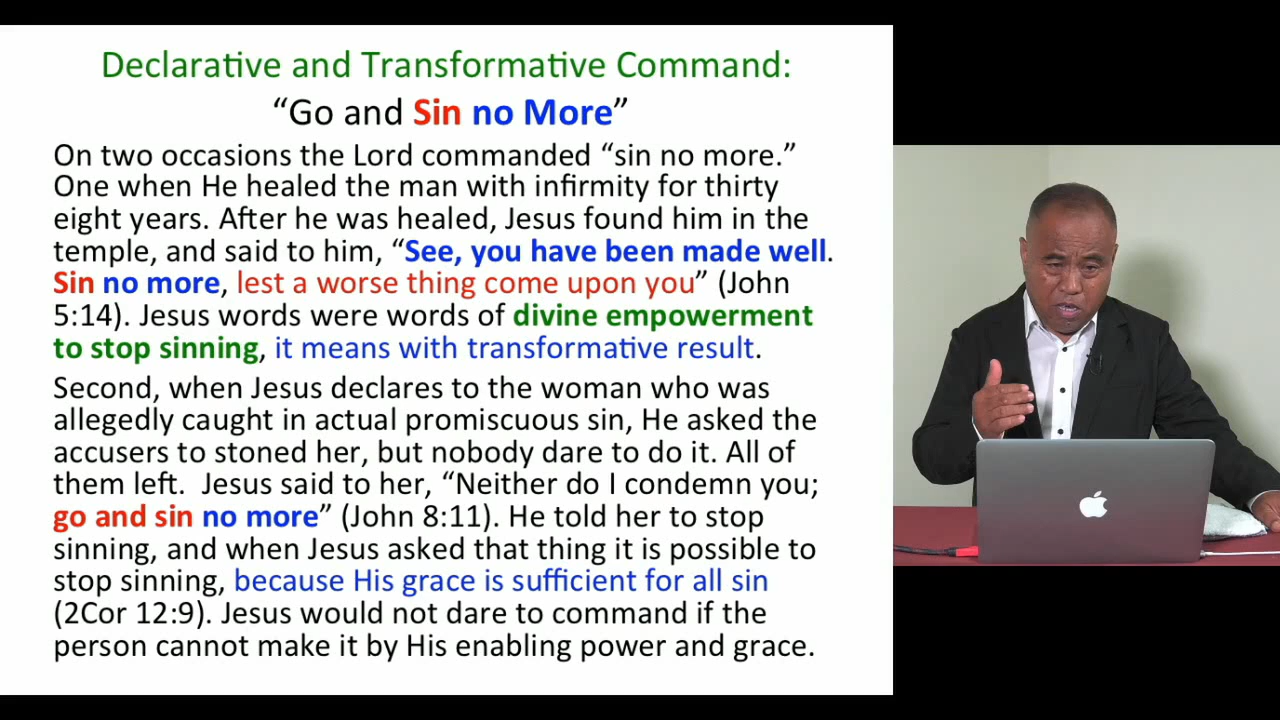 Declarative and Transformative Command:
“Go and Sin no More”
On two occasions the Lord commanded “sin no more.”
One when He healed the man with infirmity for thirty
eight years. After he was healed, Jesus found him in the
temple, and said to him, “See, you have been made well.
Sin no more, lest a worse thing come upon you” (John
5:14). Jesus words were words of divine empowerment
to stop sinning, it means with transformative result.
Second, when Jesus declares to the woman who was
allegedly caught in actual promiscuous sin, He asked the
accusers to stoned her, but nobody dare to do it. All of
them left.  Jesus said to her, “Neither do I condemn you;
go and sin no more” (John 8:11). He told her to stop
sinning, and when Jesus asked that thing it is possible to
stop sinning, because His grace is sufficient for all sin
(2Cor 12:9). Jesus would not dare to command if the
person cannot make it by His enabling power and grace.